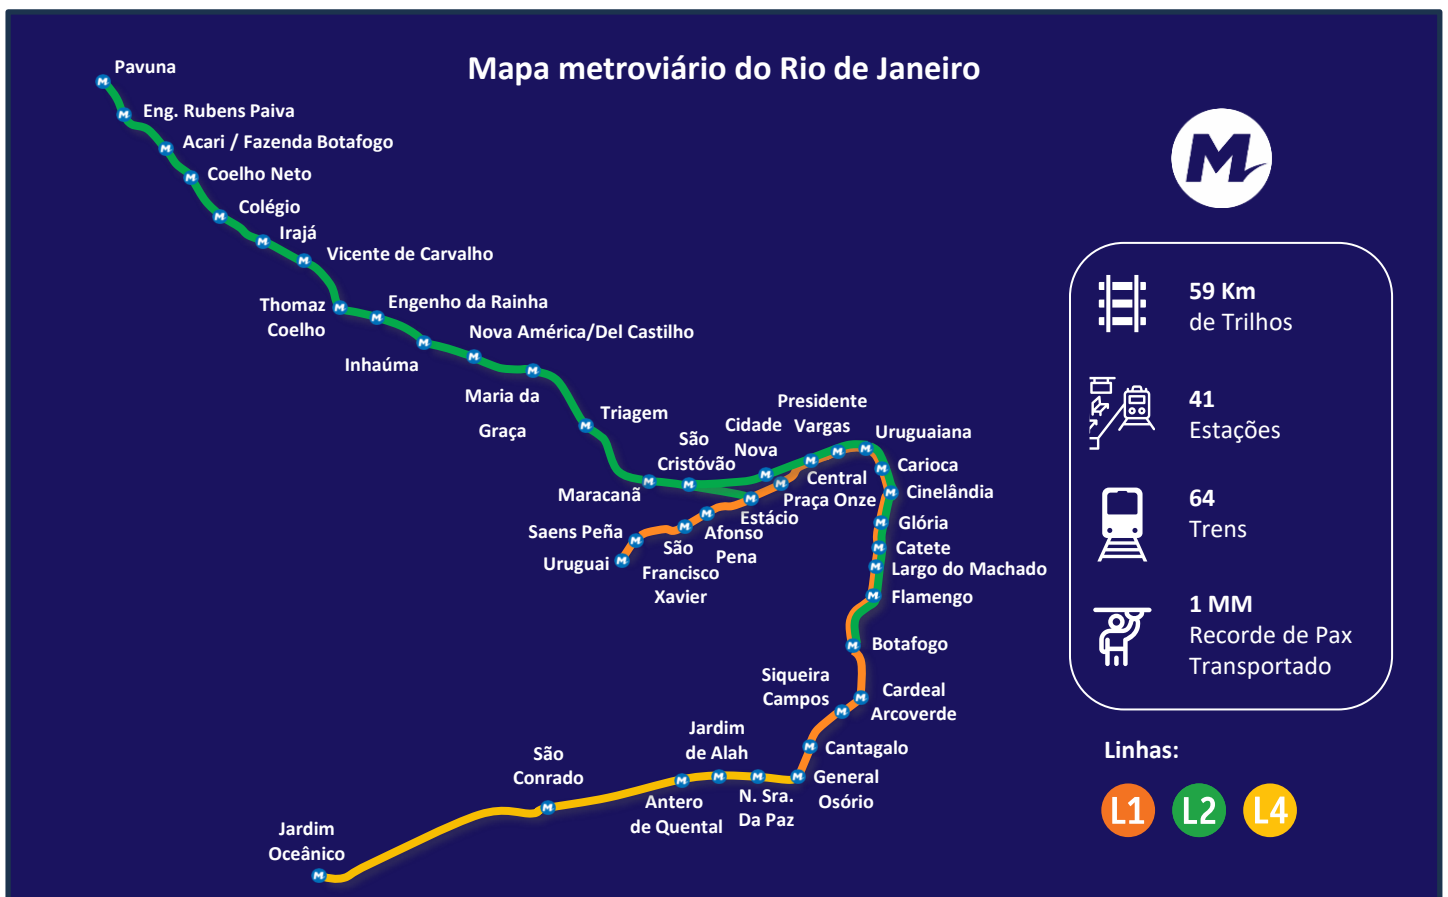 Mapa metroviário do Rio de Janeiro
Pavuna
Eng. Rubens Paiva
Acari / Fazenda Botafogo
Coelho Neto
Colégio
Irajá
Vicente de Carvalho
Thomaz
Coelho
Engenho da Rainha
Inhaúma
Nova América/Del Castilho
Maria da
Graça
Triagem
Maracanã
São
Cristóvão
Cidade
Nova
Presidente
Vargas
Uruguaiana
Carioca
Central
Praça Onze
Cinelândia
Estácio
Afonso
Pena
São
Francisco
Xavier
Saens Peña
Uruguai
Glória
Catete
Largo do Machado
Flamengo
Botafogo
Siqueira
Campos
Cardeal
Arcoverde
Cantagalo
General
Osório
N. Sra.
Da Paz
Jardim
de Alah
Antero
de Quental
São
Conrado
Jardim
Oceânico
M
59 Km
de Trilhos
41
Estações
64
Trens
1 MM
Recorde de Pax
Transportado
Linhas:
L1 L2 L4